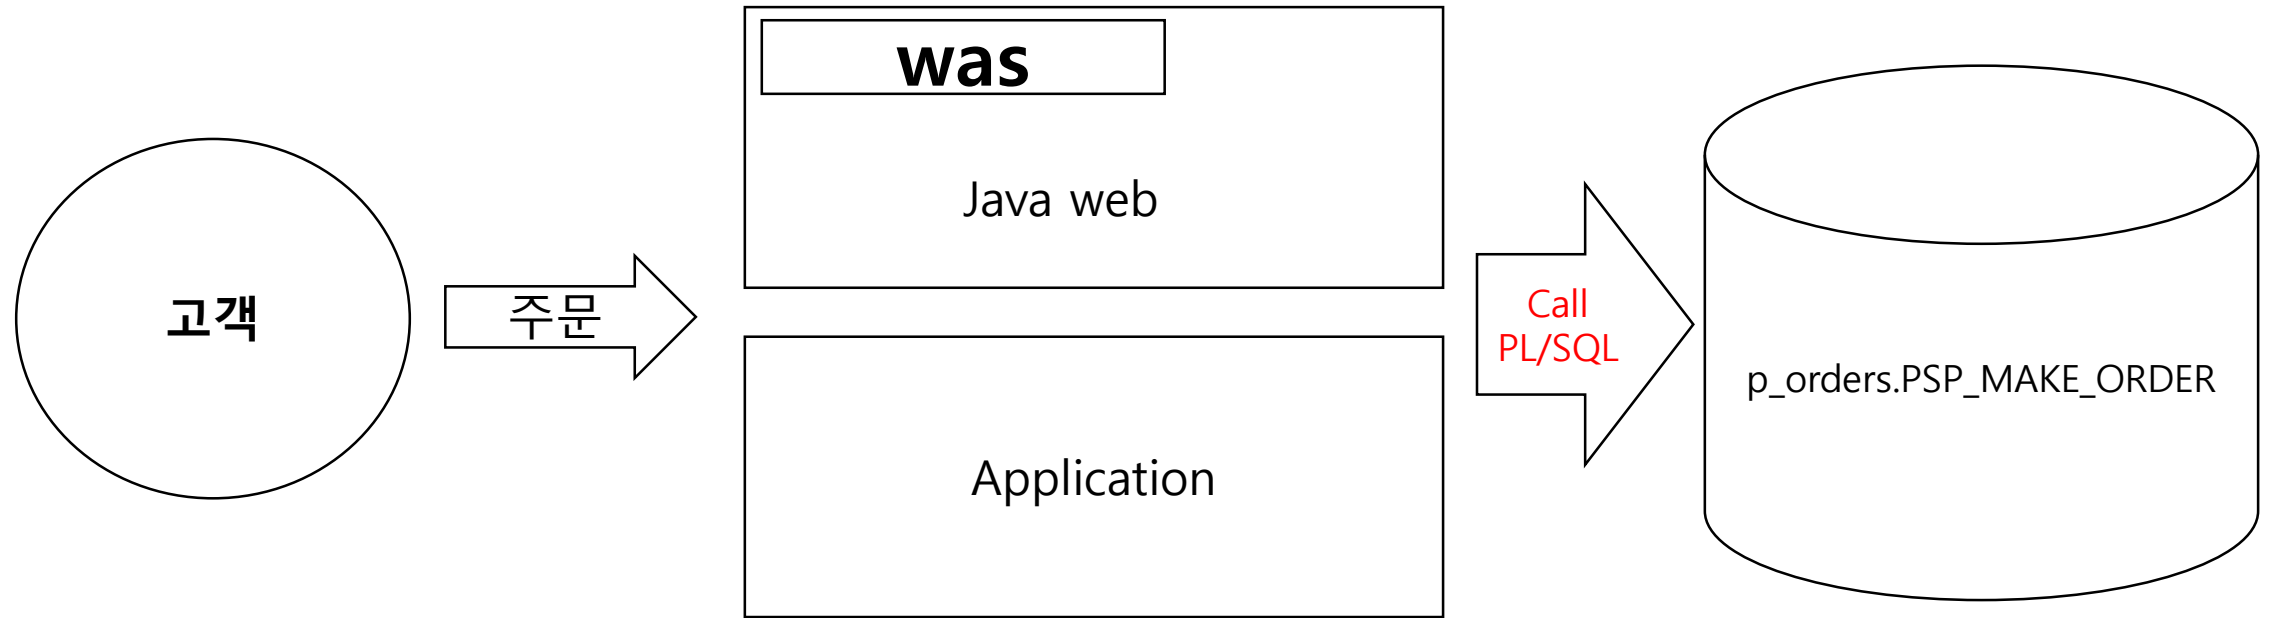 고객
주문
was
Java web
Application
Call
PL/SQL
p_orders.PSP_MAKE_ORDER